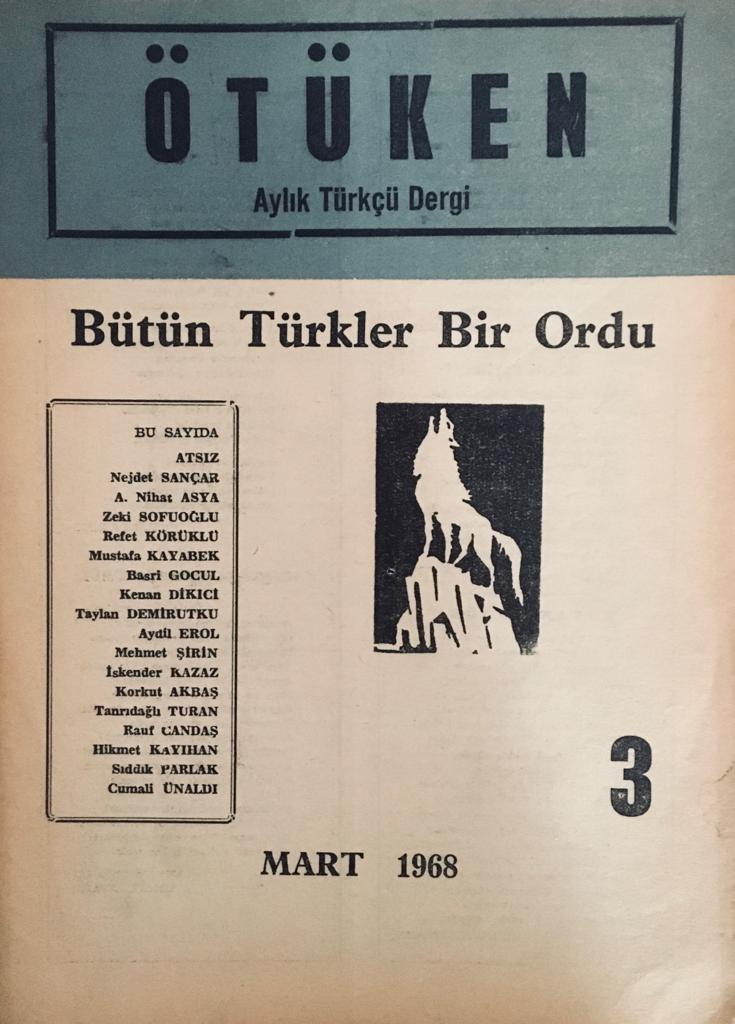 ÖTÜKEN
Aylık Türkçü Dergi
Bütün Türkler Bir Ordu
BU SAYIDA
ATSIZ
Nejdet SANÇAR
A. Nihat ASYA
Zeki SOFUOĞLU
Refet KÖRÜKLÜ
Mustafa KAYABEK
Basri GOCUL
Kenan DİKİCİ
Taylan DEMİRUTKU
Aydil EROL
Mehmet ŞİRİN
İskender KAZAZ
Korkut AKBAŞ
Tanrıdağlı TURAN
Rauf CANDAŞ
Hikmet KAYIHAN
Sıddık PARLAK
Cumali ÜNALDI
3
MART 1968